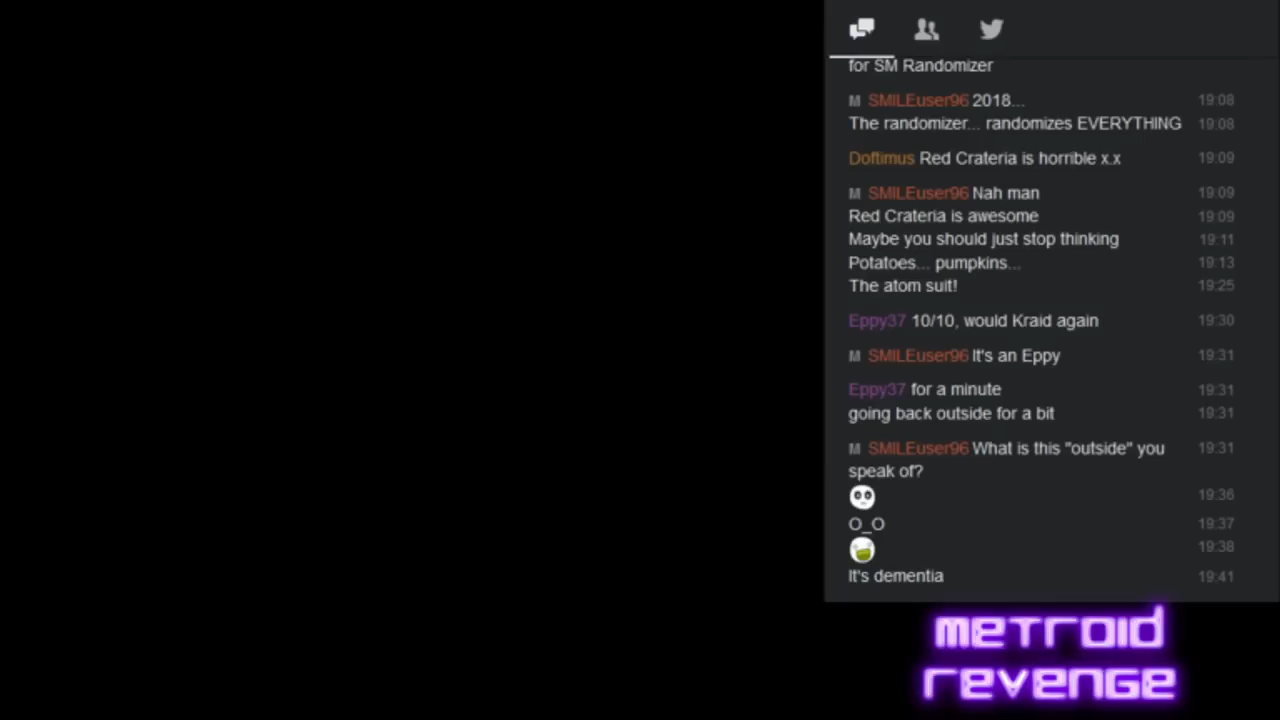 for SM Randomizer
M SMILEuser96 2018... 19:08
The randomizer... randomizes EVERYTHING 19:08
Doftimus Red Crateria is horrible x.x 19:09
M SMILEuser96 Nah man 19:09
Red Crateria is awesome 19:09
Maybe you should just stop thinking 19:11
Potatoes... pumpkins... 19:13
The atom suit! 19:25
Eppy37 10/10, would Kraid again 19:30
M SMILEuser96 It's an Eppy 19:31
Eppy37 for a minute 19:31
going back outside for a bit 19:31
M SMILEuser96 What is this "outside" you 19:31
speak of?
19:36
O_O 19:37
19:38
It's dementia 19:41
metroid
revenge